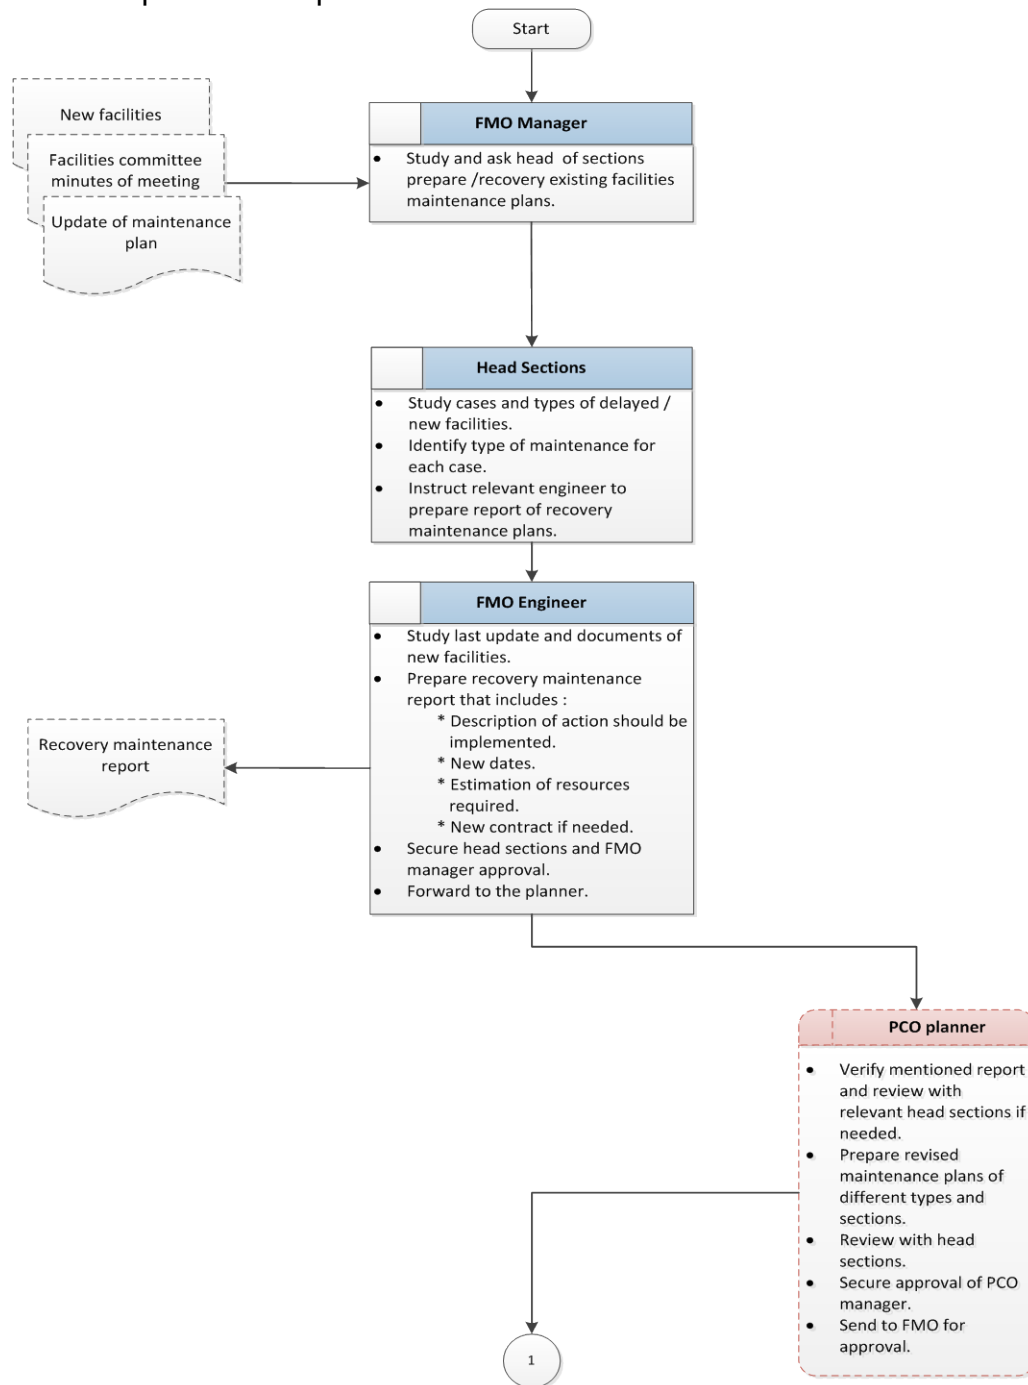 Start
New facilities
Facilities committee
minutes of meeting
Update of maintenance
plan
FMO Manager
• Study and ask head of sections
prepare /recovery existing facilities
maintenance plans.
Head Sections
• Study cases and types of delayed /
new facilities.
• Identify type of maintenance for
each case.
• Instruct relevant engineer to
prepare report of recovery
maintenance plans.
FMO Engineer
• Study last update and documents of
new facilities.
• Prepare recovery maintenance
report that includes :
* Description of action should be
implemented.
* New dates.
* Estimation of resources
required.
* New contract if needed.
• Secure head sections and FMO
manager approval.
• Forward to the planner.
Recovery maintenance
report
PCO planner
• Verify mentioned report
and review with
relevant head sections if
needed.
• Prepare revised
maintenance plans of
different types and
sections.
• Review with head
sections.
• Secure approval of PCO
manager.
• Send to FMO for
approval.
1